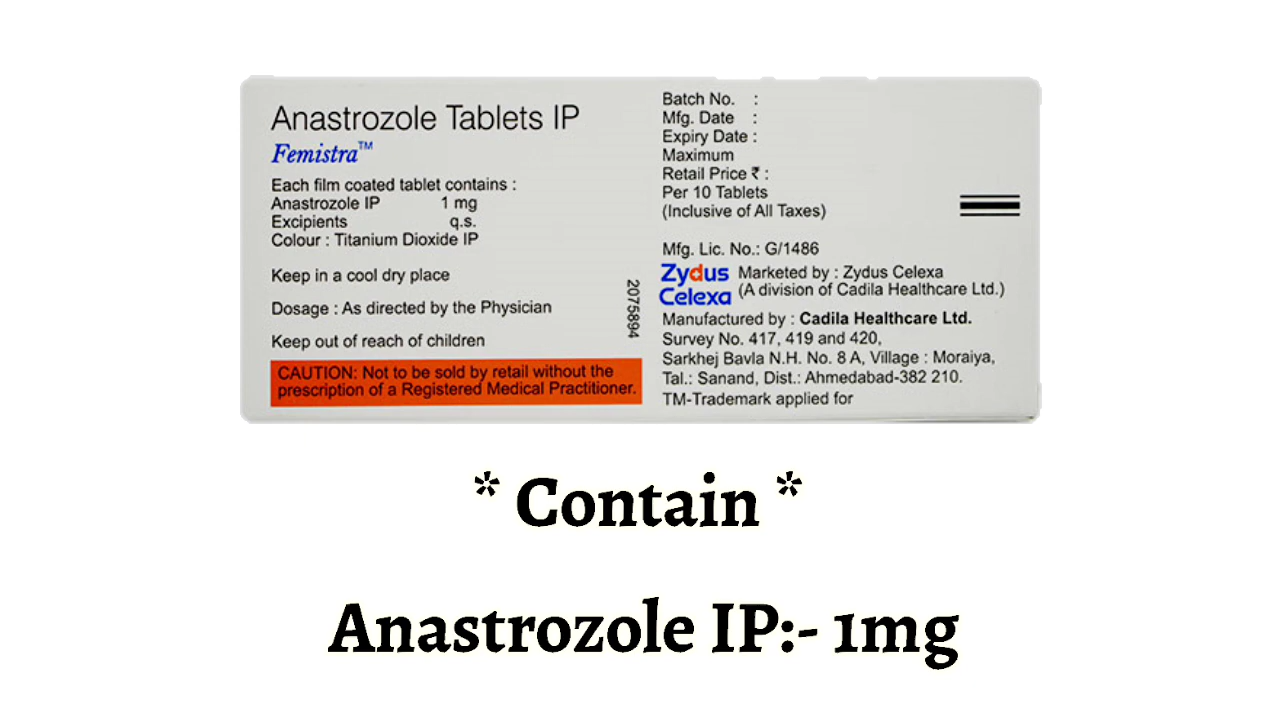 Anastrozole Tablets IP
Femistra™
Each film coated tablet contains :
Anastrozole IP 1 mg
Excipients q.s.
Colour : Titanium Dioxide IP
Keep in a cool dry place
Dosage : As directed by the Physician
Keep out of reach of children
CAUTION: Not to be sold by retail without the
prescription of a Registered Medical Practitioner.
2075894
Batch No. :
Mfg. Date :
Expiry Date :
Maximum
Retail Price ₹ :
Per 10 Tablets
(Inclusive of All Taxes)
Mfg. Lic. No.: G/1486
Zydus
Celexa
Marketed by : Zydus Celexa
(A division of Cadila Healthcare Ltd.)
Manufactured by : Cadila Healthcare Ltd.
Survey No. 417, 419 and 420,
Sarkhej Bavla N.H. No. 8 A, Village : Moraiya,
Tal.: Sanand, Dist.: Ahmedabad-382 210.
TM-Trademark applied for
* Contain *
Anastrozole IP:- 1mg